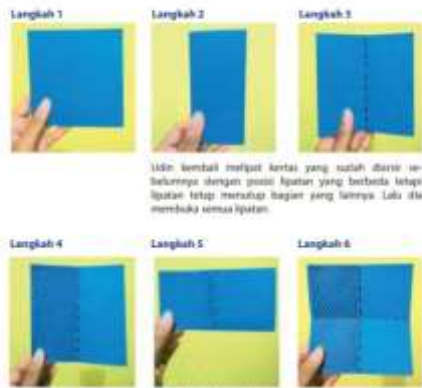 Langkah 1
Langkah 2
Langkah 3
Udin kembali melipat kertas yang sudah diarsir se-
belumnya dengan posisi lipatan yang berbeda tetapi
lipatan tetap menutup bagian yang lainnya. Lalu dia
membuka semua lipatan.
Langkah 4
Langkah 5
Langkah 6